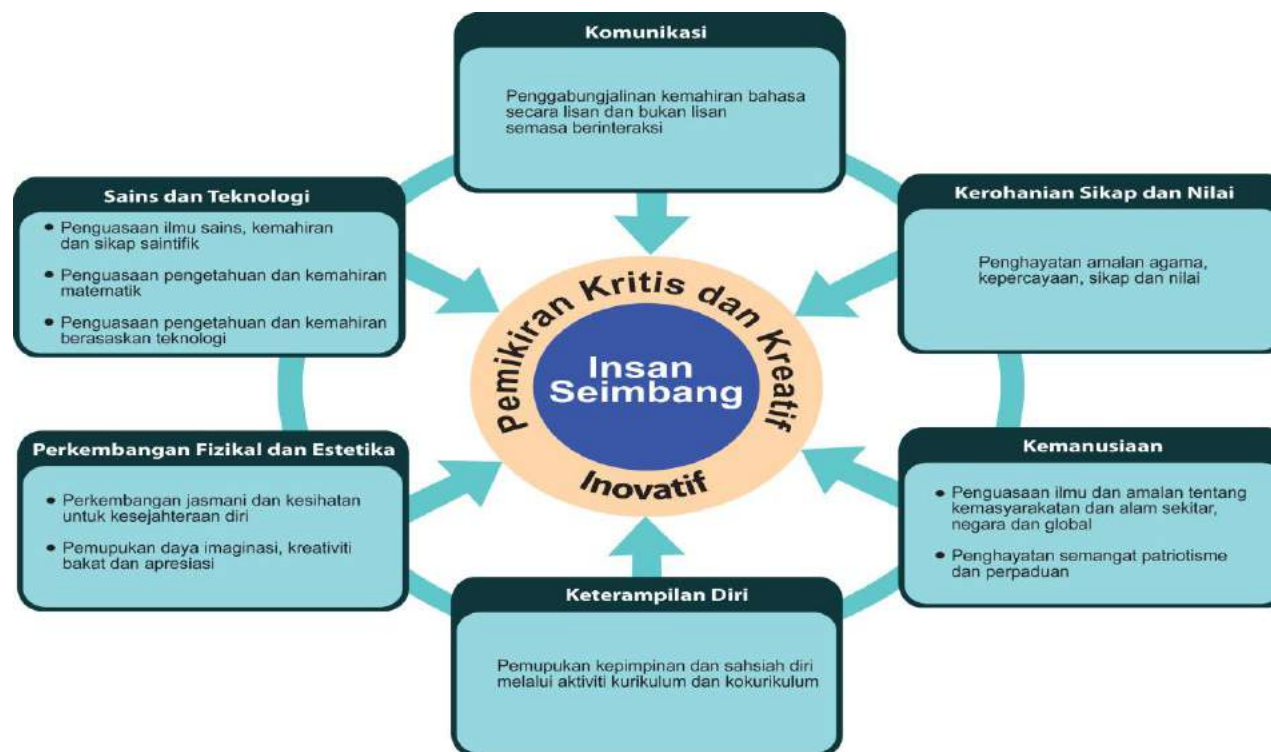 Komunikasi
Penggabungjalinan kemahiran bahasa
secara lisan dan bukan lisan
semasa berinteraksi
Sains dan Teknologi
● Penguasaan ilmu sains, kemahiran
dan sikap saintifik
● Penguasaan pengetahuan dan kemahiran
matematik
● Penguasaan pengetahuan dan kemahiran
berasaskan teknologi
Kerohanian Sikap dan Nilai
Penghayatan amalan agama,
kepercayaan, sikap dan nilai
Pemikiran Kritis dan Kreatif
Insan
Seimbang
Inovatif
Perkembangan Fizikal dan Estetika
● Perkembangan jasmani dan kesihatan
untuk kesejahteraan diri
● Pemupukan daya imaginasi, kreativiti
bakat dan apresiasi
Kemanusiaan
● Penguasaan ilmu dan amalan tentang
kemasyarakatan dan alam sekitar,
negara dan global
● Penghayatan semangat patriotisme
dan perpaduan
Keterampilan Diri
Pemupukan kepimpinan dan sahsiah diri
melalui aktiviti kurikulum dan kokurikulum